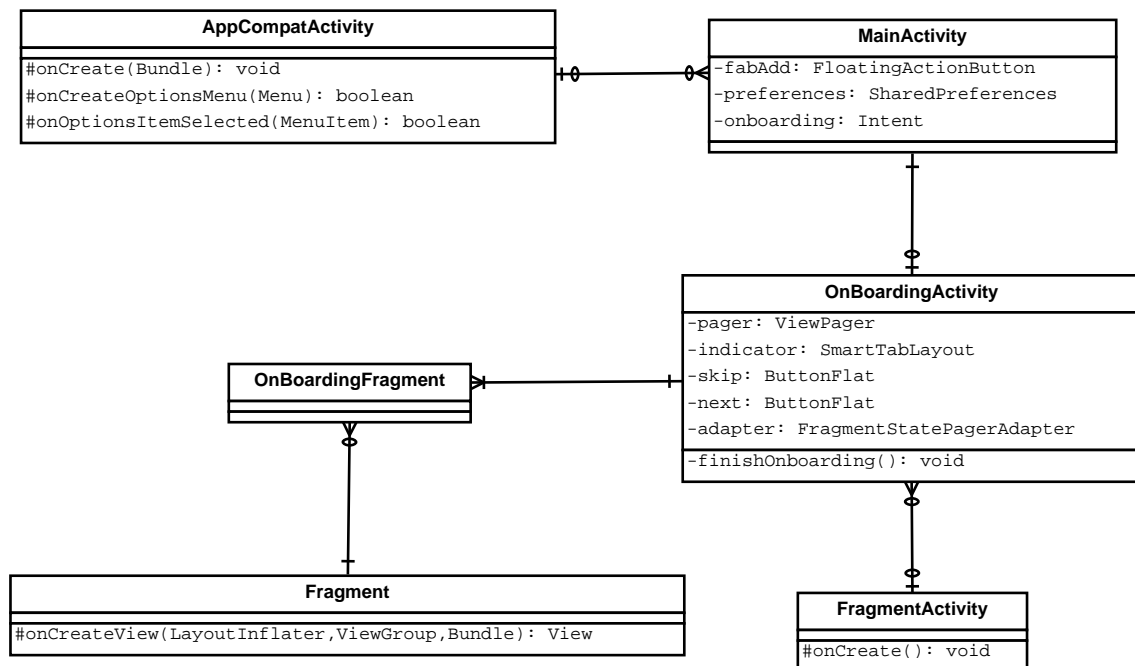 AppCompatActivity
#onCreate(Bundle): void
#onCreateOptionsMenu(Menu): boolean
#onOptionsItemSelected(MenuItem): boolean
MainActivity
-fabAdd: FloatingActionButton
-preferences: SharedPreferences
-onboarding: Intent
OnBoardingActivity
-pager: ViewPager
-indicator: SmartTabLayout
-skip: ButtonFlat
-next: ButtonFlat
-adapter: FragmentStatePagerAdapter
-finishOnboarding(): void
OnBoardingFragment
Fragment
#onCreateView(LayoutInflater,ViewGroup,Bundle): View
FragmentActivity
#onCreate(): void